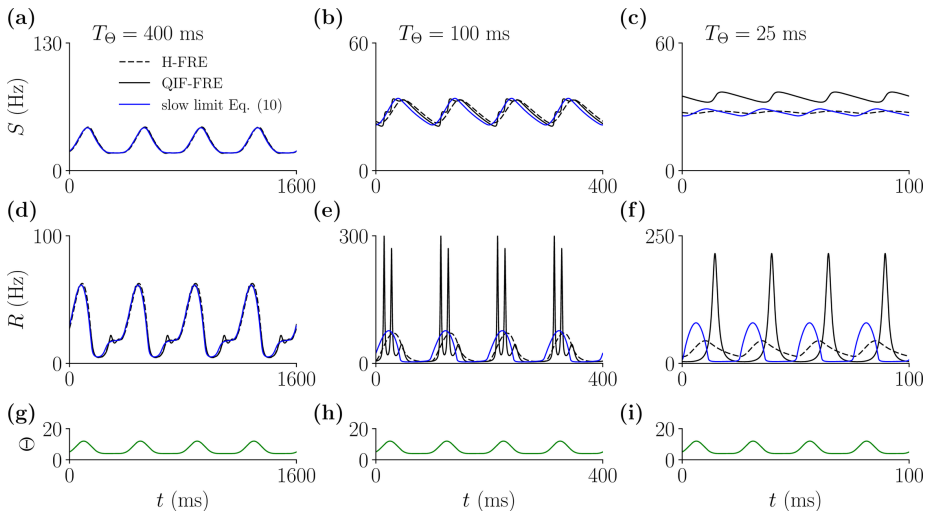 (a) (b) (c)
T_Θ = 400 ms T_Θ = 100 ms T_Θ = 25 ms
130 60 60
H-FRE
QIF-FRE
slow limit Eq. (10)
S (Hz)
0 0 0
0 1600 0 400 0 100
(d) (e) (f)
100 300 250
R (Hz)
0 0 0
0 1600 0 400 0 100
(g) (h) (i)
20 20 20
Θ
0 0 0
0 1600 0 400 0 100
t (ms) t (ms) t (ms)